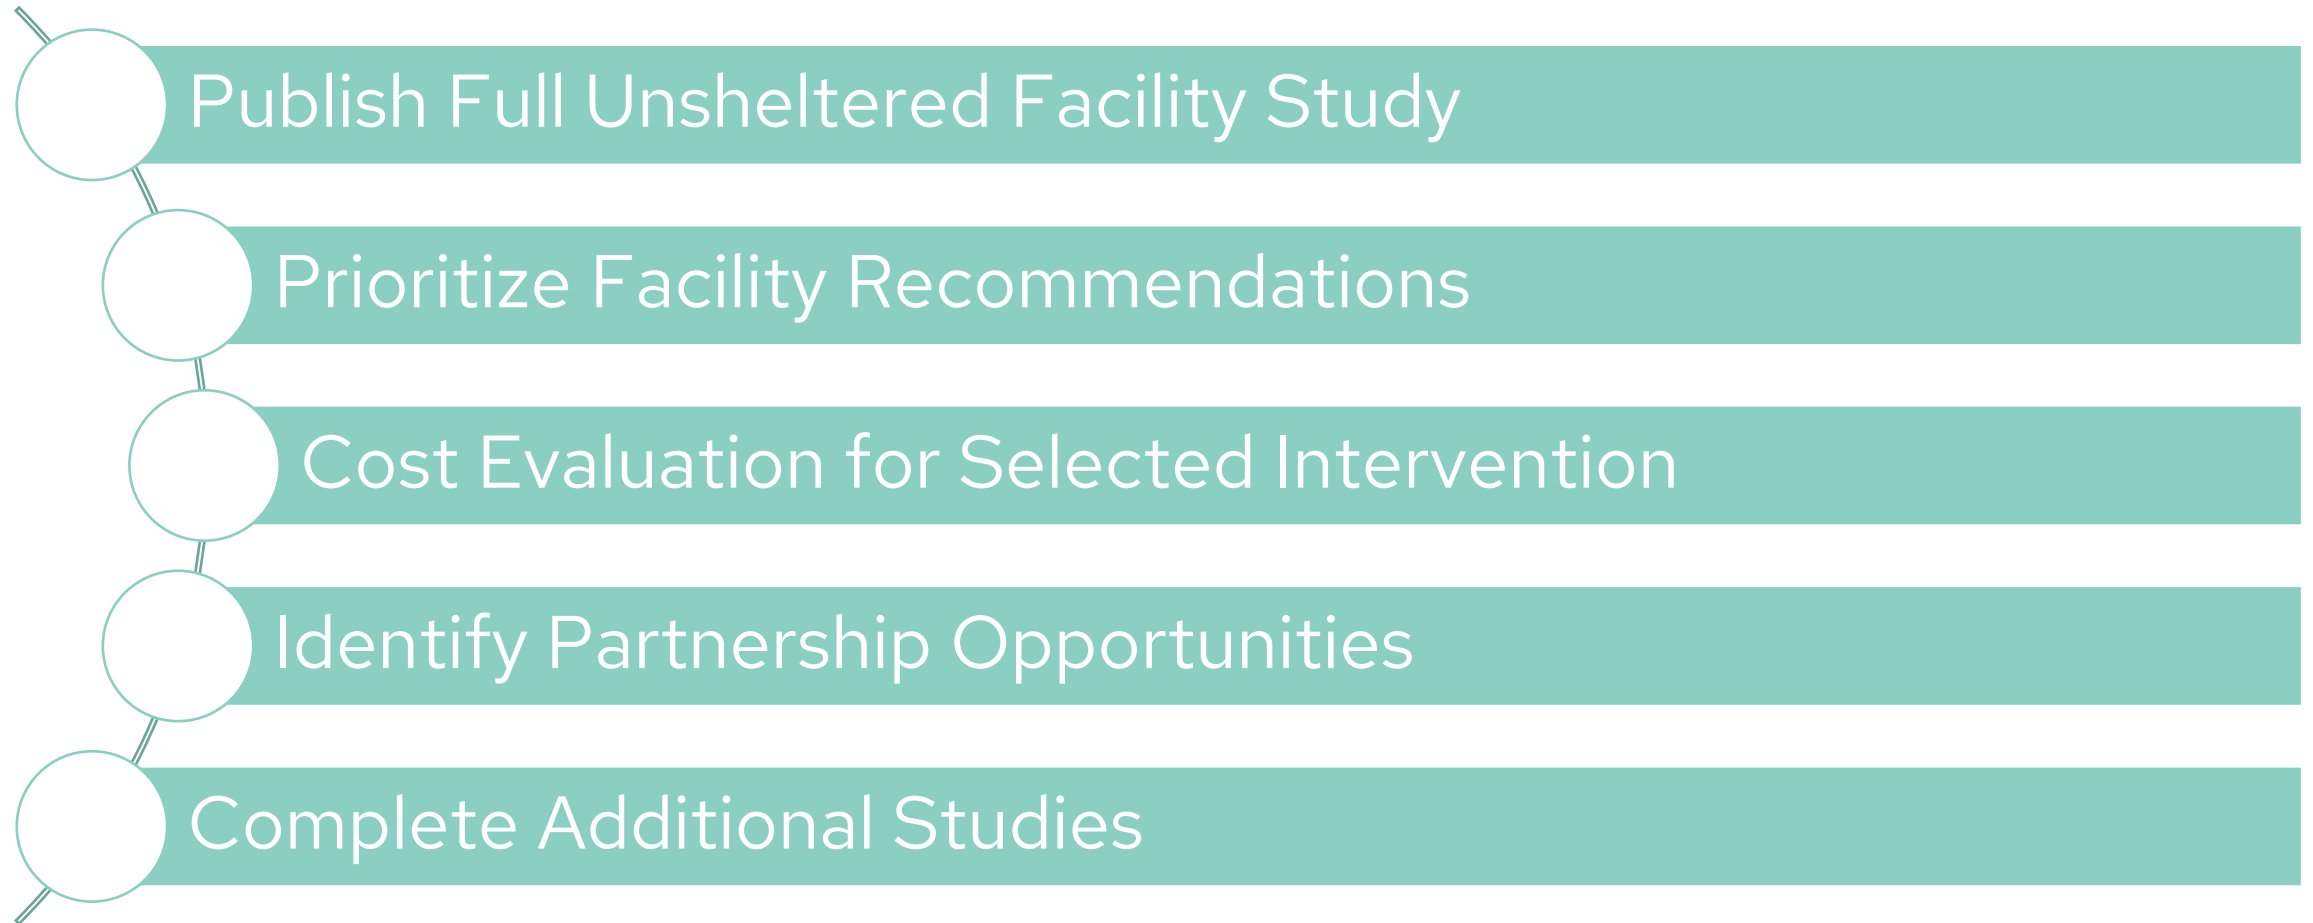 Publish Full Unsheltered Facility Study
Prioritize Facility Recommendations
Cost Evaluation for Selected Intervention
Identify Partnership Opportunities
Complete Additional Studies